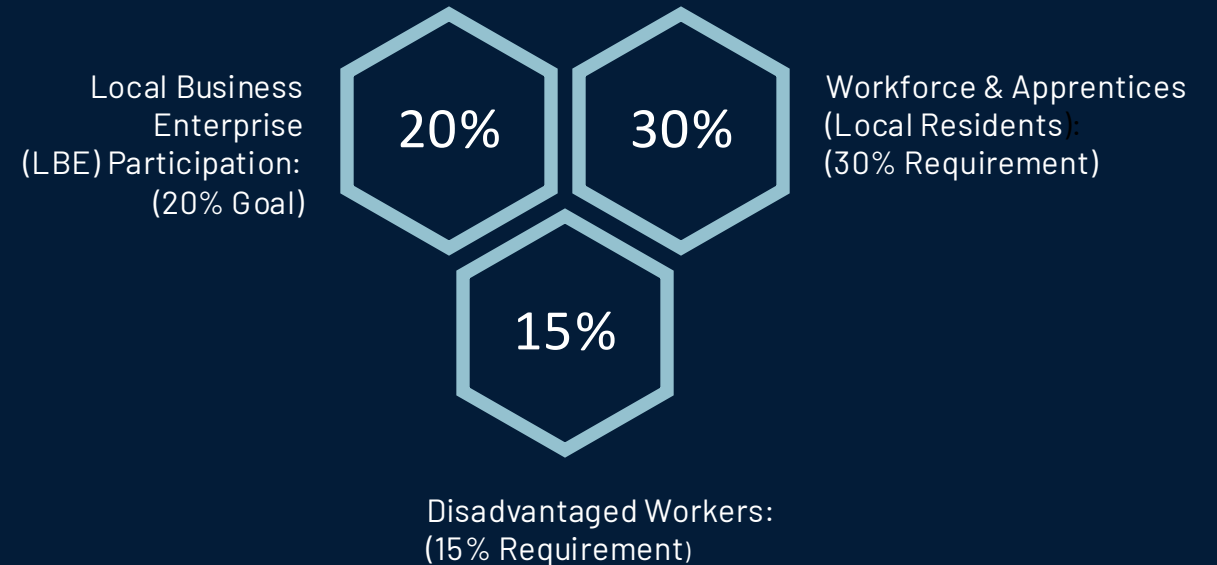 Local Business
Enterprise
(LBE) Participation:
(20% Goal)
20%
30%
Workforce & Apprentices
(Local Residents):
(30% Requirement)
15%
Disadvantaged Workers:
(15% Requirement)